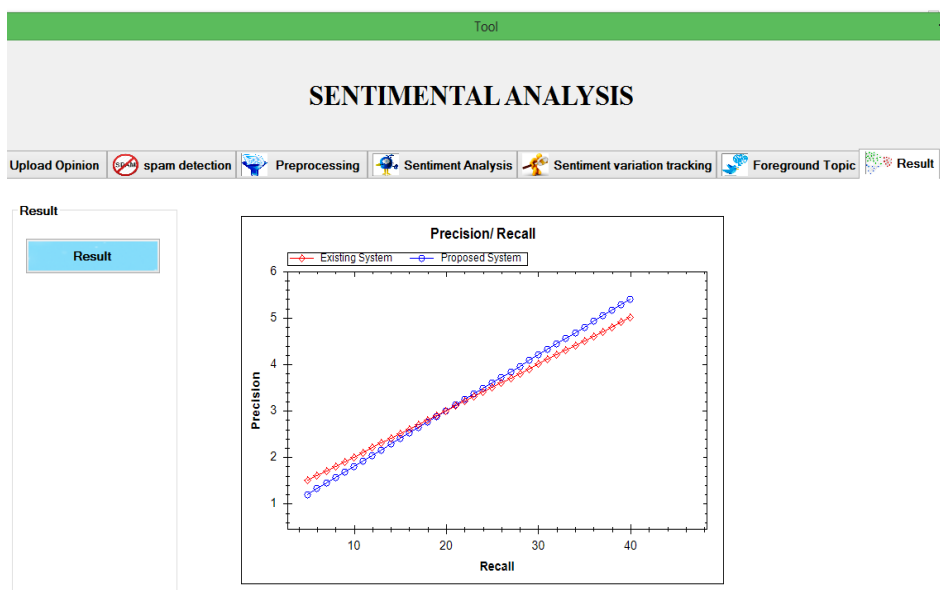 Tool
SENTIMENTAL ANALYSIS
Upload Opinion SPAM spam detection Preprocessing Sentiment Analysis Sentiment variation tracking Foreground Topic Result
Result
Result
Precision/ Recall
Existing System Proposed System
6
5
4
3
2
1
Precision
10 20 30 40
Recall